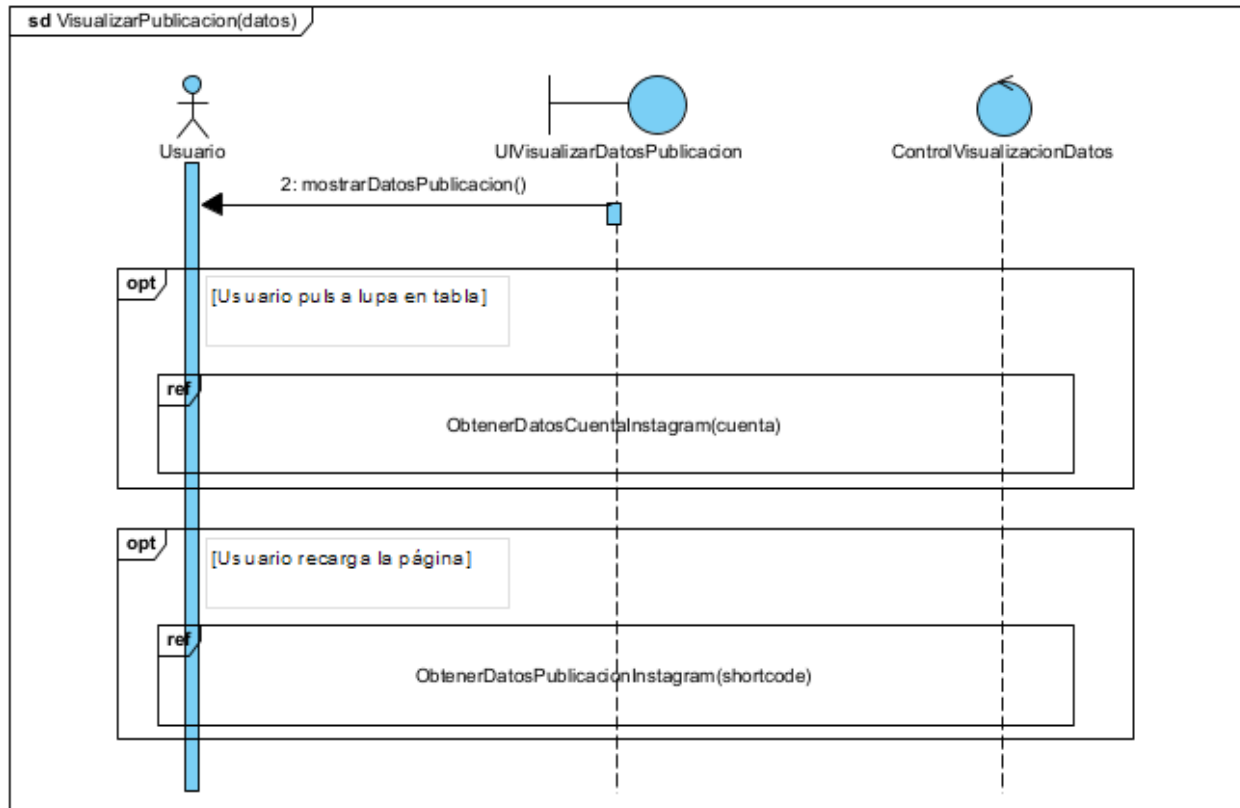 sd VisualizarPublicacion(datos)
Usuario
UIVisualizarDatosPublicacion
ControlVisualizacionDatos
2: mostrarDatosPublicacion()
opt
[Usuario pulsa lupa en tabla]
ref
ObtenerDatosCuentaInstagram(cuenta)
opt
[Usuario recarga la página]
ref
ObtenerDatosPublicacionInstagram(shortcode)